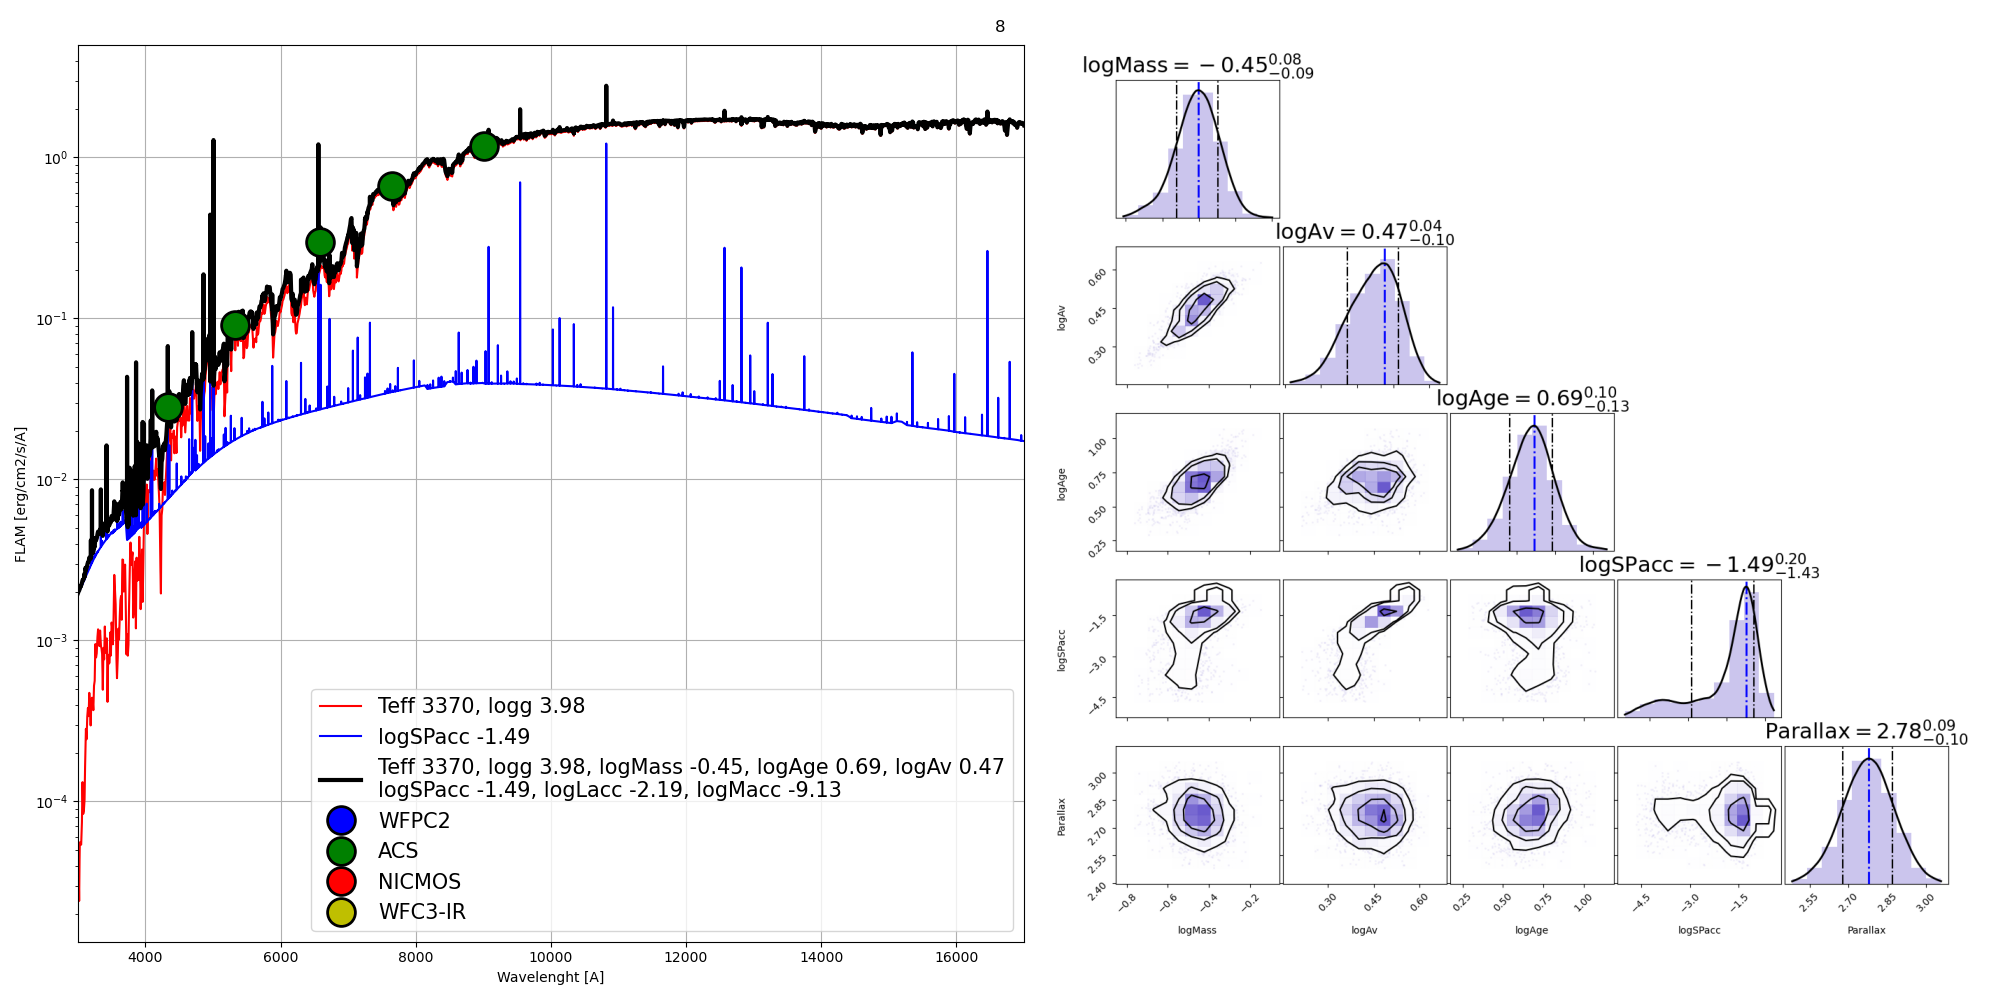 8
FLAM [erg/cm2/s/A]
10⁰
10⁻¹
10⁻²
10⁻³
10⁻⁴
4000 6000 8000 10000 12000 14000 16000
Wavelenght [A]
Teff 3370, logg 3.98
logSPacc -1.49
Teff 3370, logg 3.98, logMass -0.45, logAge 0.69, logAv 0.47
logSPacc -1.49, logLacc -2.19, logMacc -9.13
WFPC2
ACS
NICMOS
WFC3-IR
logMass = −0.45 0.08 −0.09
logAv = 0.47 0.04 −0.10
logAv
0.60
0.45
0.30
logAge = 0.69 0.10 −0.13
logAge
1.00
0.75
0.50
0.25
logSPacc = −1.49 0.20 −1.43
logSPacc
−1.5
−3.0
−4.5
Parallax = 2.78 0.09 −0.10
Parallax
3.00
2.85
2.70
2.55
2.40
−0.8 −0.6 −0.4 −0.2
0.30 0.45 0.60
0.25 0.50 0.75 1.00
−4.5 −3.0 −1.5
2.55 2.70 2.85 3.00
logMass logAv logAge logSPacc Parallax